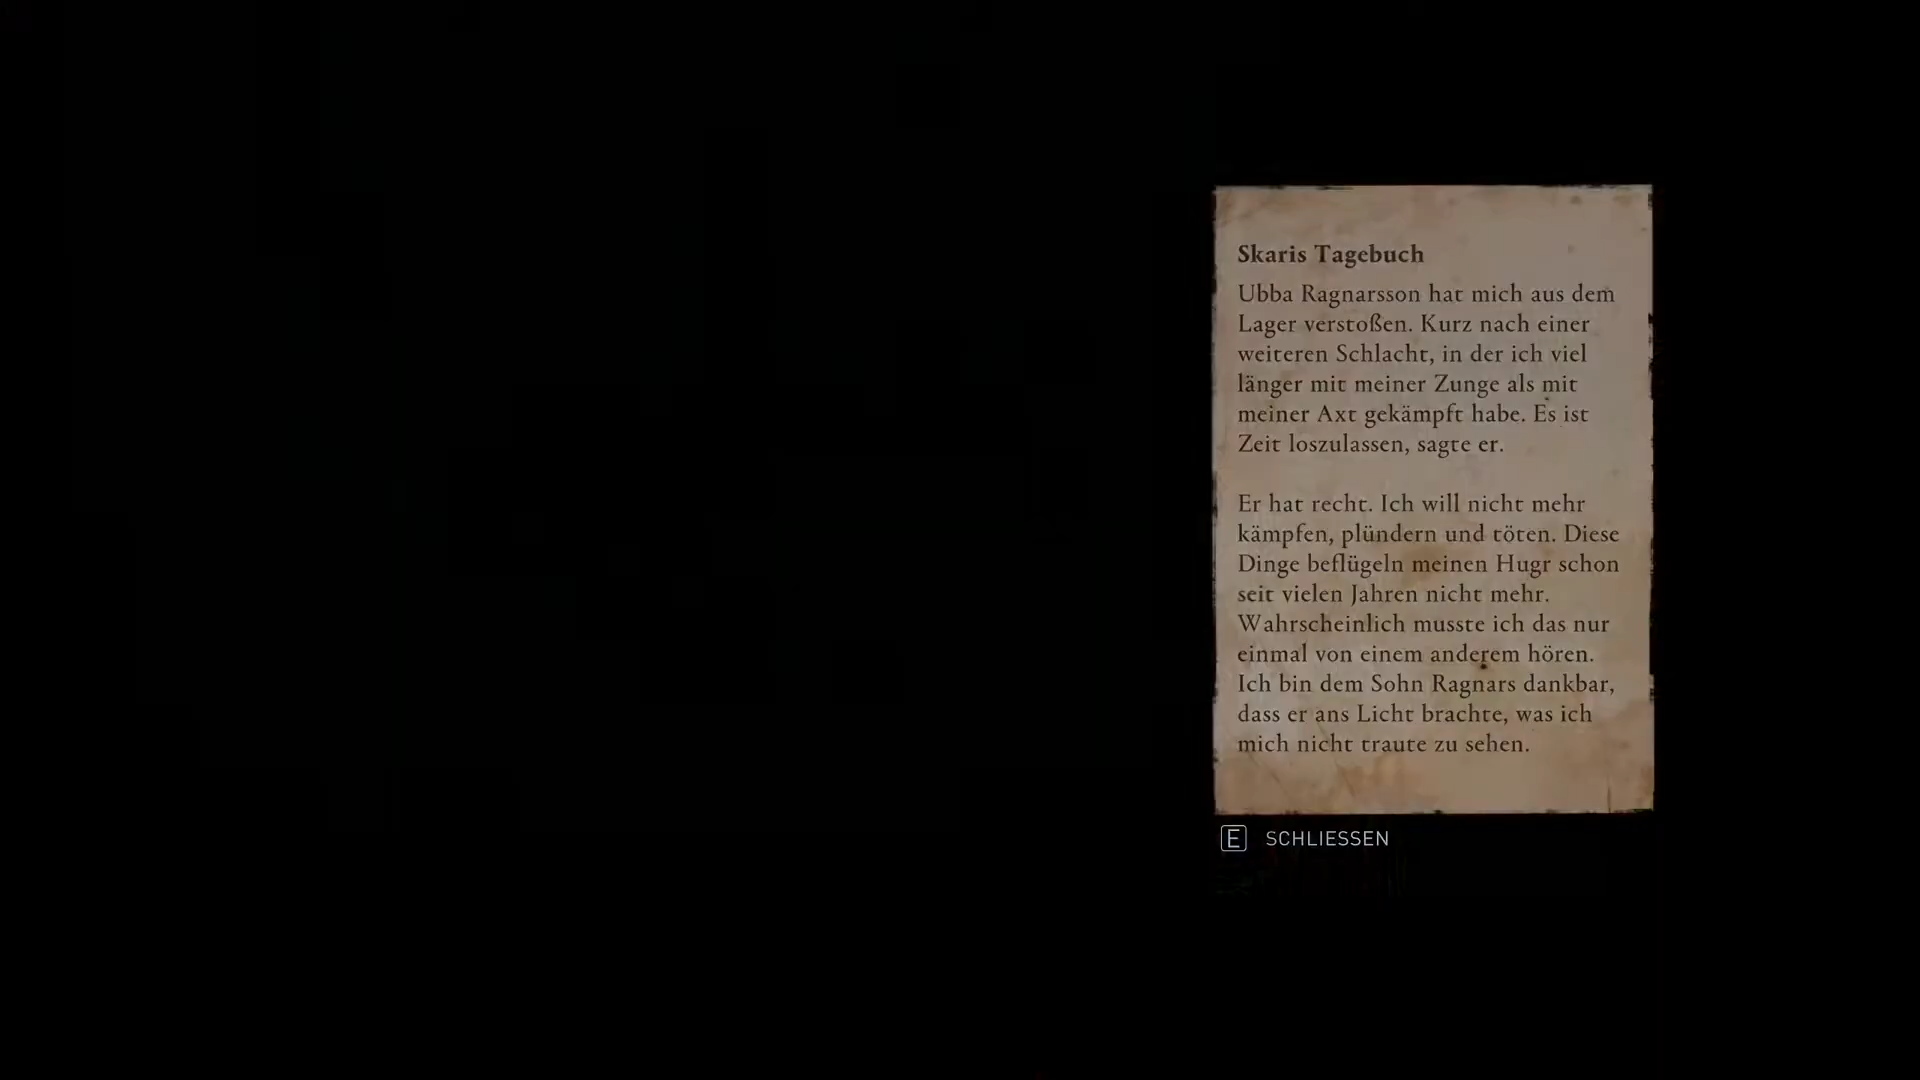 Skaris Tagebuch
Ubba Ragnarsson hat mich aus dem
Lager verstoßen. Kurz nach einer
weiteren Schlacht, in der ich viel
länger mit meiner Zunge als mit
meiner Axt gekämpft habe. Es ist
Zeit loszulassen, sagte er.
Er hat recht. Ich will nicht mehr
kämpfen, plündern und töten. Diese
Dinge beflügeln meinen Hugr schon
seit vielen Jahren nicht mehr.
Wahrscheinlich musste ich das nur
einmal von einem anderem hören.
Ich bin dem Sohn Ragnars dankbar,
dass er ans Licht brachte, was ich
mich nicht traute zu sehen.
E SCHLIESSEN